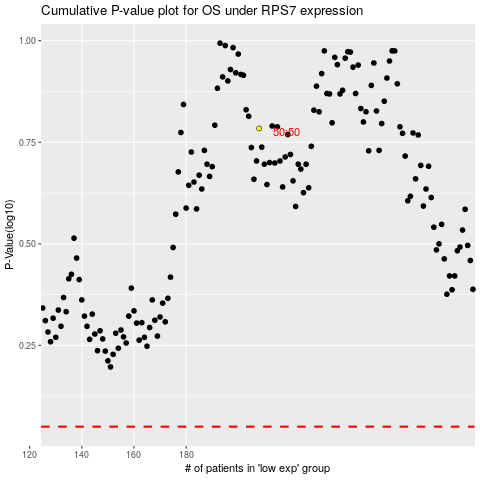 Cumulative P-value plot for OS under RPS7 expression
1.00
0.75
0.50
0.25
P-Value(log10)
50:50
120 140 160 180
# of patients in 'low exp' group